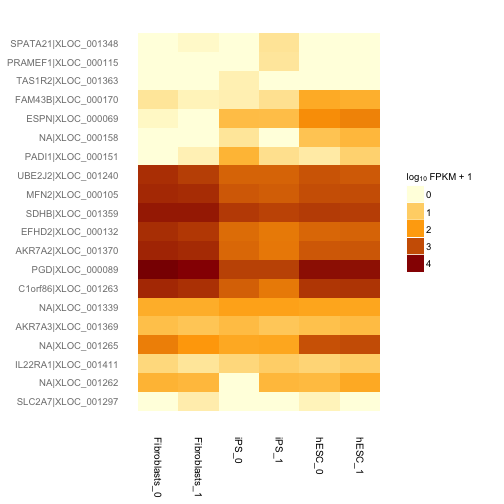 SPATA21|XLOC_001348
PRAMEF1|XLOC_000115
TAS1R2|XLOC_001363
FAM43B|XLOC_000170
ESPN|XLOC_000069
NA|XLOC_000158
PADI1|XLOC_000151
UBE2J2|XLOC_001240
MFN2|XLOC_000105
SDHB|XLOC_001359
EFHD2|XLOC_000132
AKR7A2|XLOC_001370
PGD|XLOC_000089
C1orf86|XLOC_001263
NA|XLOC_001339
AKR7A3|XLOC_001369
NA|XLOC_001265
IL22RA1|XLOC_001411
NA|XLOC_001262
SLC2A7|XLOC_001297
Fibroblasts_0
Fibroblasts_1
iPS_0
iPS_1
hESC_0
hESC_1
log₁₀ FPKM + 1
0
1
2
3
4